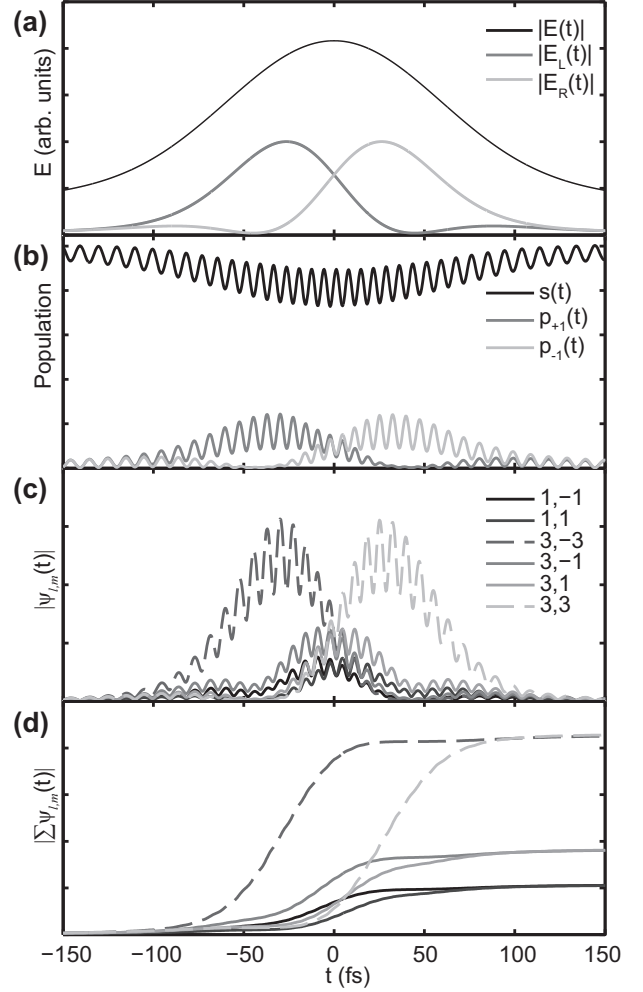 (a)
E (arb. units)
|E(t)|
|E_L(t)|
|E_R(t)|
(b)
Population
s(t)
p_{+1}(t)
p_{-1}(t)
(c)
|ψ_{l,m}(t)|
1,−1
1,1
3,−3
3,−1
3,1
3,3
(d)
|∑ψ_{l,m}(t)|
−150 −100 −50 0 50 100 150
t (fs)